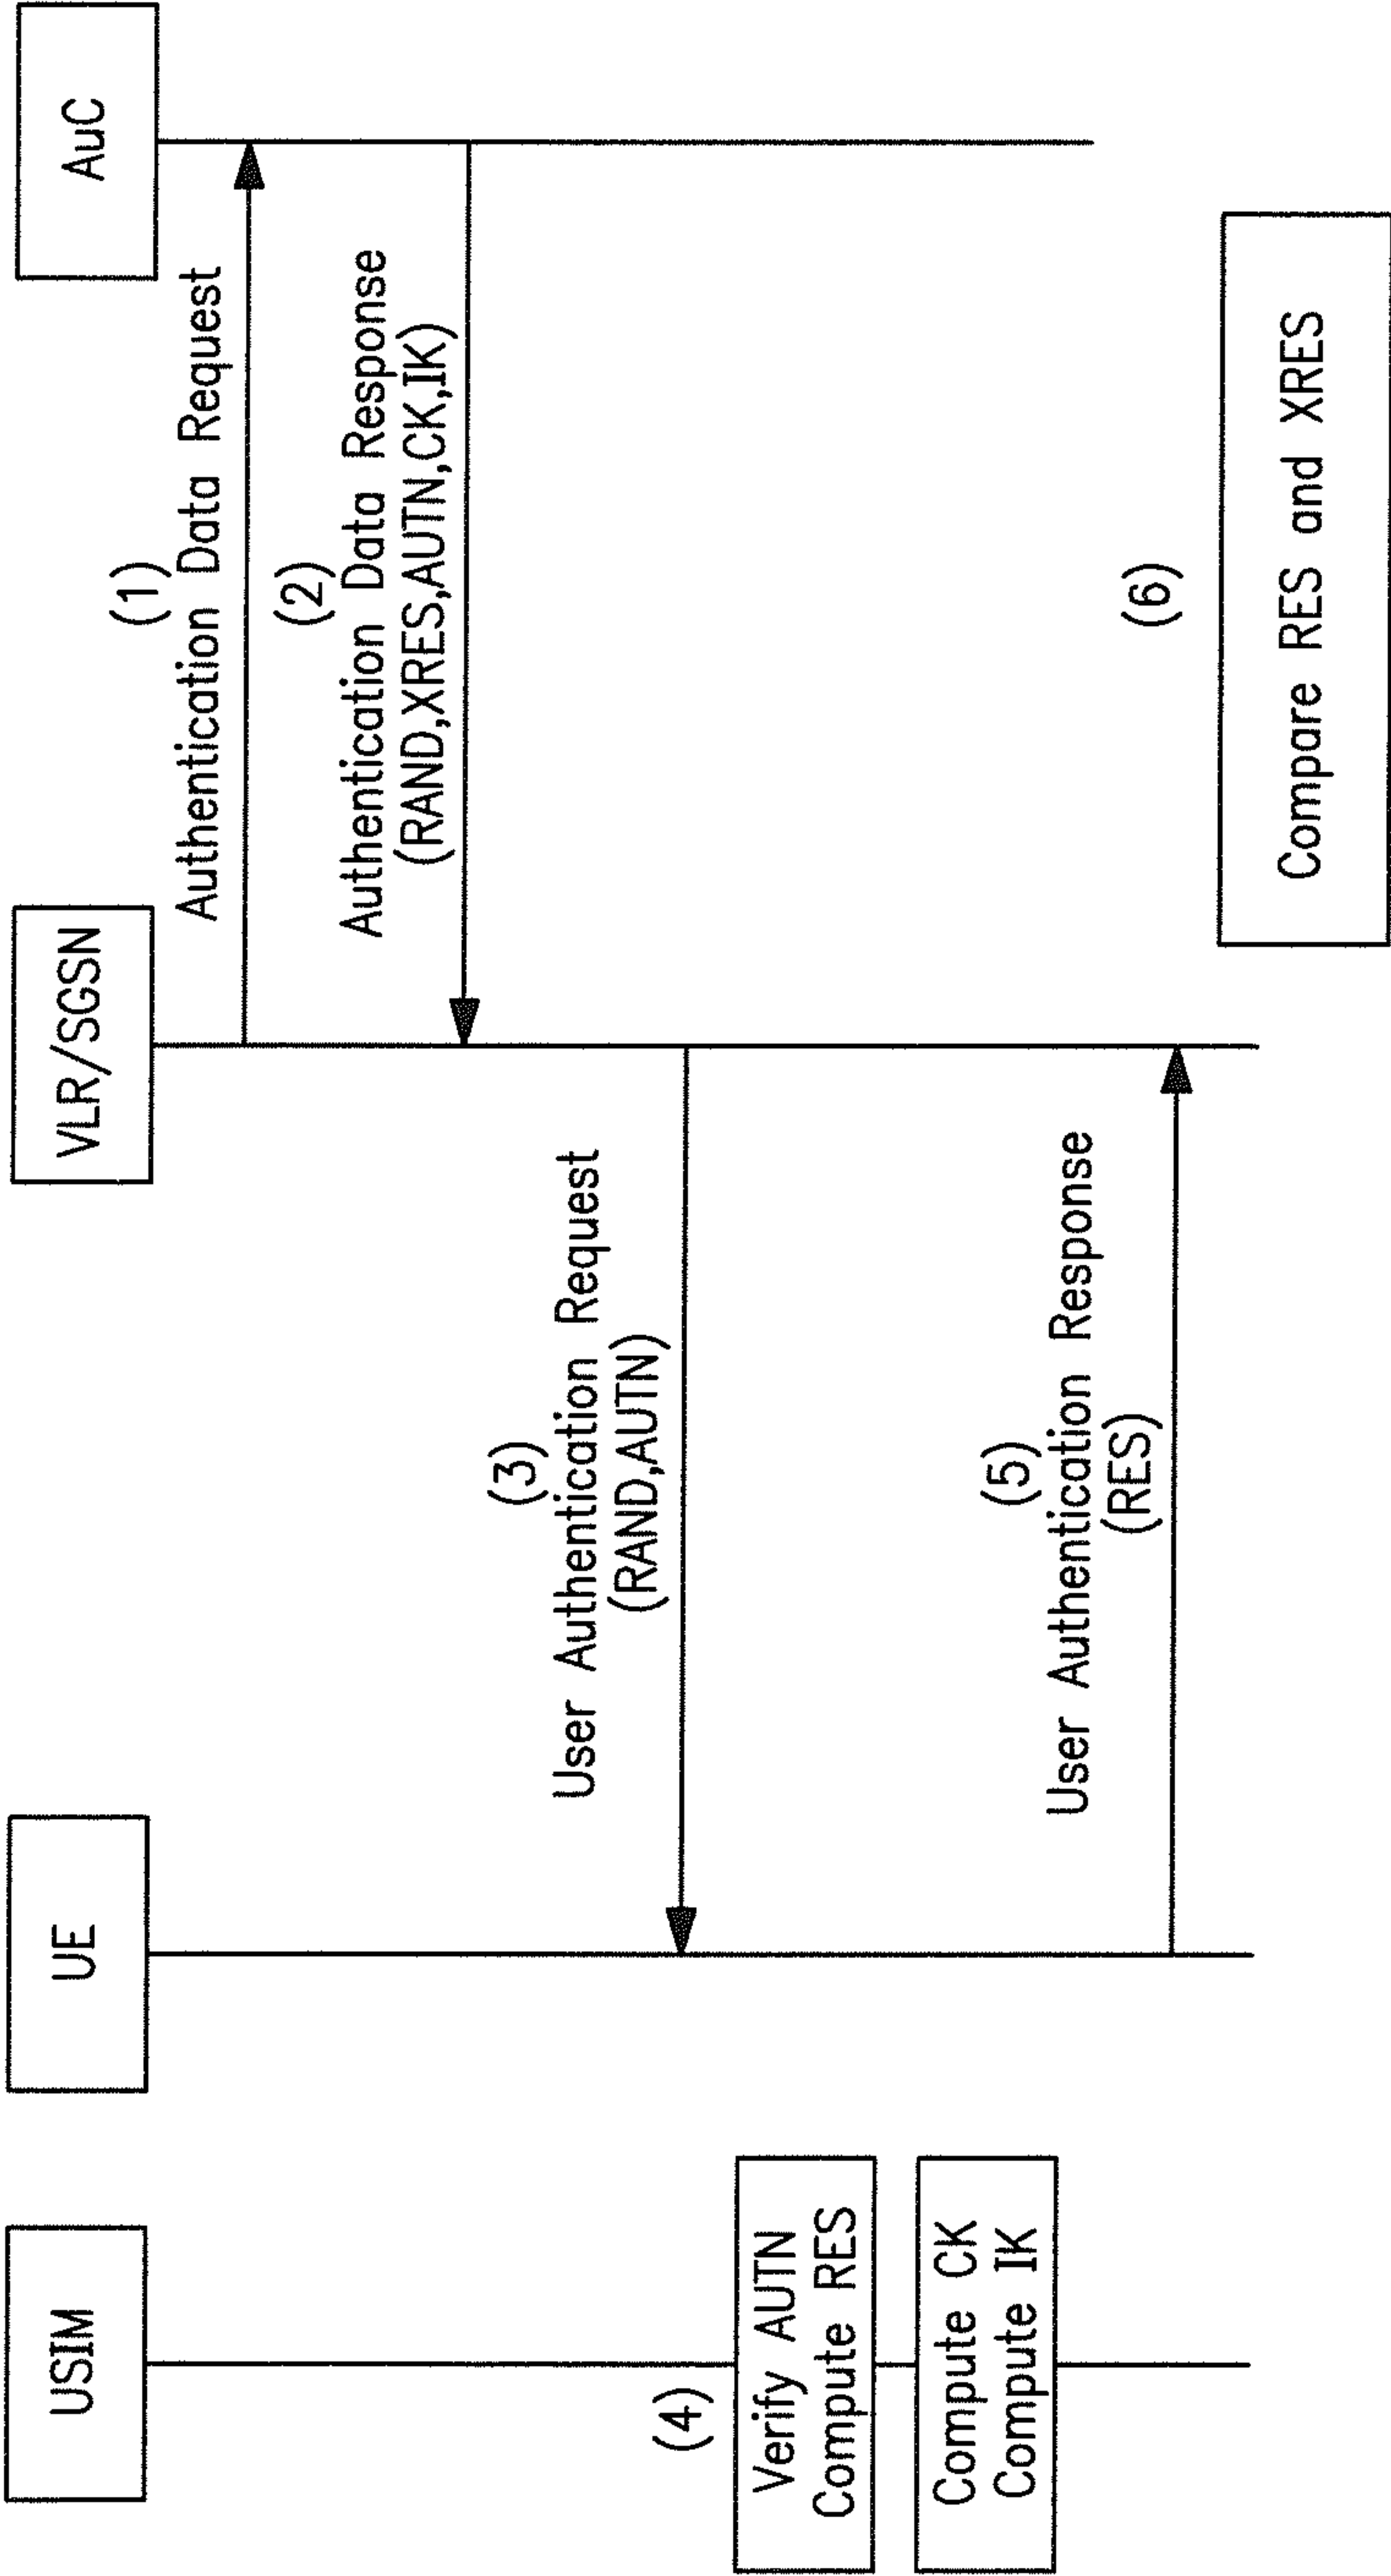 USIM
UE
VLR/SGSN
AuC
(1)
Authentication Data Request
(2)
Authentication Data Response
(RAND,XRES,AUTN,CK,IK)
(3)
User Authentication Request
(RAND,AUTN)
(4)
Verify AUTN
Compute RES
Compute CK
Compute IK
(5)
User Authentication Response
(RES)
(6)
Compare RES and XRES